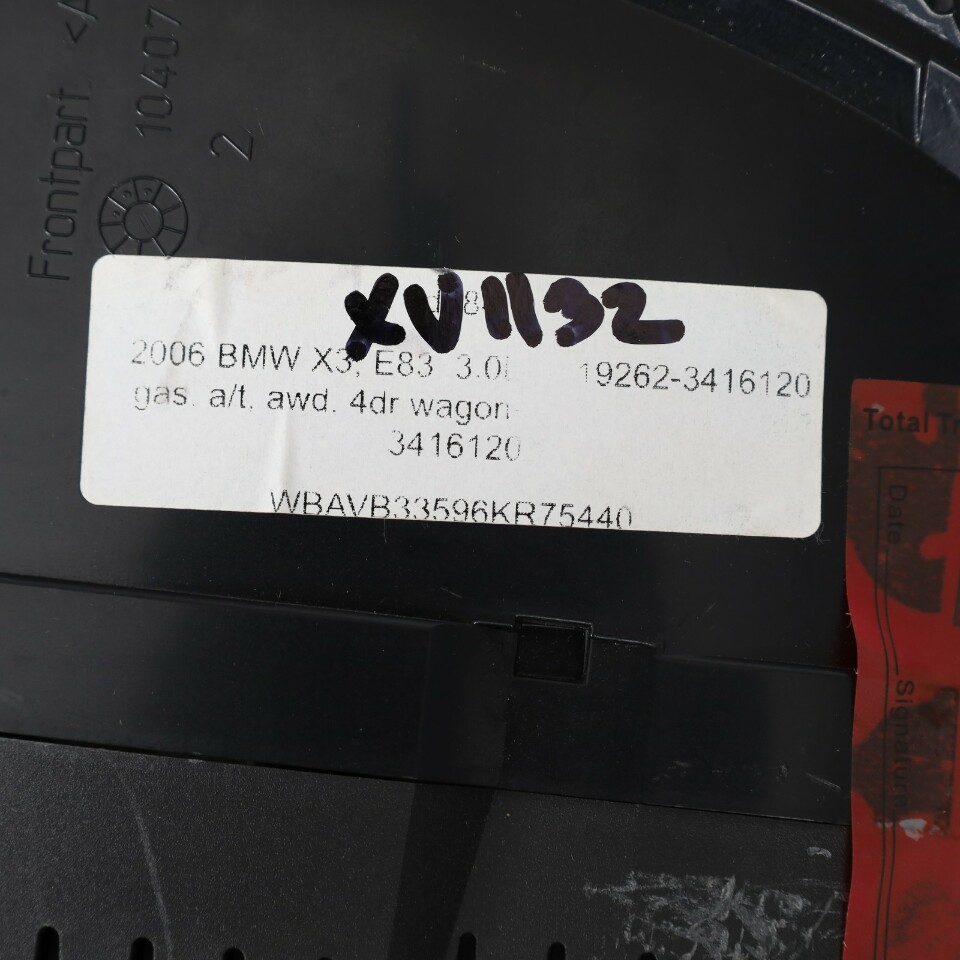 Frontpart
10407
2
XV1132
2006 BMW X3, E83 3.0l 19262-3416120
gas. a/t. awd. 4dr wagon
3416120
WBAVB33596KR75440
Total
Date
Signature